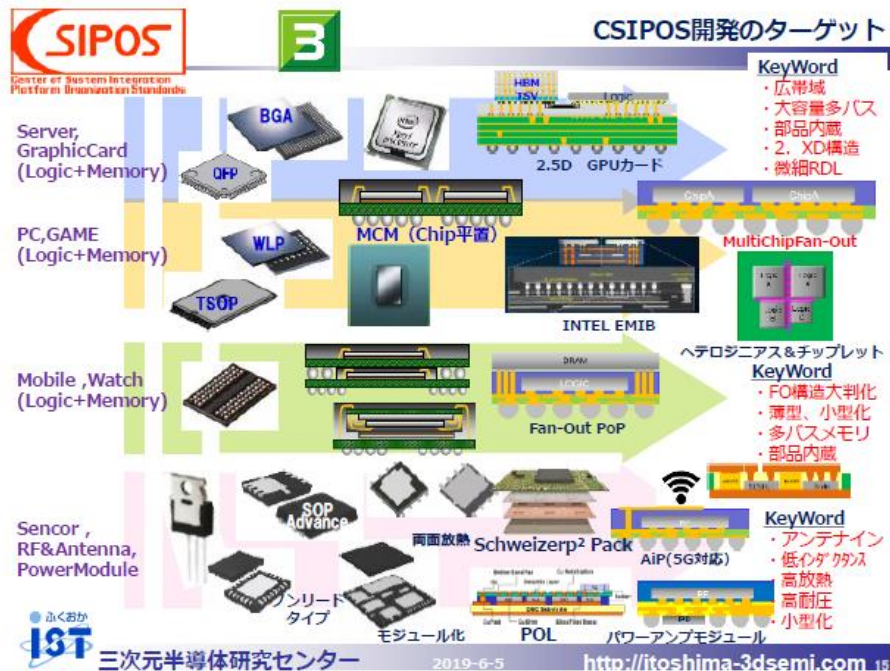 CSIPOS
Center of System Integration
Platform Organization Standards
3
CSIPOS開発のターゲット
KeyWord
・広帯域
・大容量多バス
・部品内蔵
・2．XD構造
・微細RDL
Server,
GraphicCard
(Logic+Memory)
BGA
QFP
HBM
TSV
Logic
2.5D GPUカード
PC,GAME
(Logic+Memory)
WLP
TSOP
MCM（Chip平置）
INTEL EMIB
ChipA
ChipA
MultiChipFan-Out
Logic
Logic
Logic
Logic
ヘテロジニアス＆チップレット
Mobile ,Watch
(Logic+Memory)
DRAM
LOGIC
Fan-Out PoP
KeyWord
・FO構造大判化
・薄型、小型化
・多バスメモリ
・部品内蔵
Sencor ,
RF&Antenna,
PowerModule
SOP
Advance
ノンリード
タイプ
両面放熱
モジュール化
Schweizerp² Pack
POL
AiP(5G対応）
パワーアンプモジュール
KeyWord
・アンテナイン
・低インダクタンス
・高放熱
・高耐圧
・小型化
ふくおか
IST
三次元半導体研究センター
2019-6-5
http://itoshima-3dsemi.com